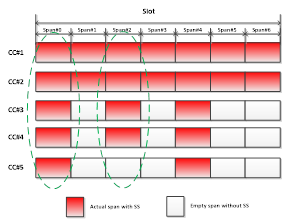 Slot
Span#0 Span#1 Span#2 Span#3 Span#4 Span#5 Span#6
CC#1
CC#2
CC#3
CC#4
CC#5
Actual span with SS
Empty span without SS